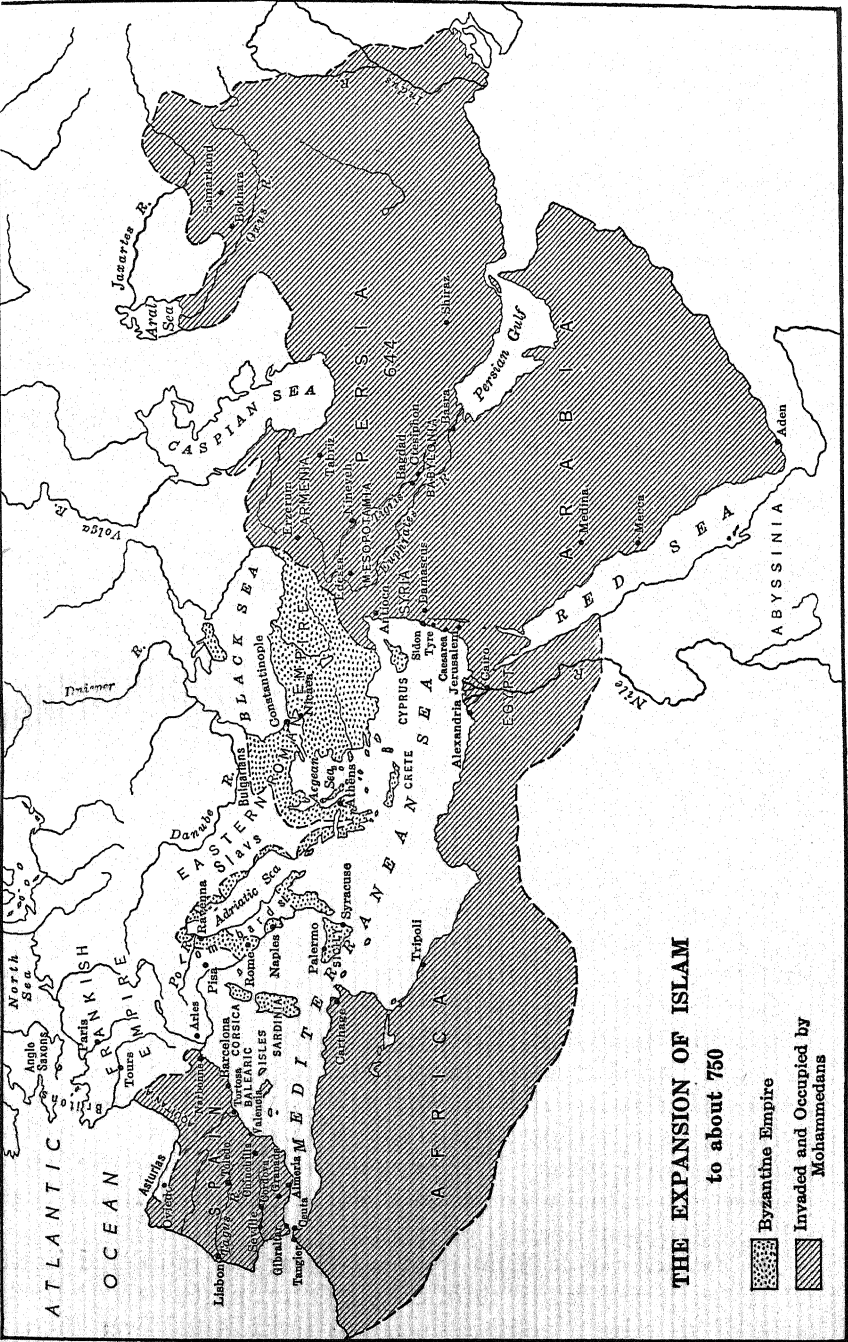 THE EXPANSION OF ISLAM
to about 750
Byzantine Empire
Invaded and Occupied by
Mohammedans
ATLANTIC
OCEAN
North
Sea
Anglo
Saxons
Britons
FRANKISH
EMPIRE
Paris
Tours
Arles
Narbonne
Asturias
Oviedo
SPAIN
Lisbon
Tagus R.
Toledo
Seville
Cordova
Granada
Gibraltar
Tangier
Ceuta
Almeria
Valencia
Tortosa
Barcelona
BALEARIC
ISLES
CORSICA
SARDINIA
Pisa
Po R.
Ravenna
Lombards
Rome
Naples
Adriatic Sea
Palermo
SICILY
Syracuse
MEDITERRANEAN SEA
Carthage
Tripoli
AFRICA
EASTERN ROMAN EMPIRE
Slavs
Danube R.
Bulgarians
Aegean
Sea
Athens
CRETE
CYPRUS
Constantinople
Nicaea
BLACK SEA
Dnieper R.
Volga R.
CASPIAN SEA
Aral
Sea
Jaxartes R.
Oxus R.
Samarkand
Bokhara
PERSIA
644
Shiraz
Tabriz
ARMENIA
Erzerum
Nineveh
MESOPOTAMIA
Tigris
Euphrates R.
Bagdad
Ctesiphon
BABYLONIA
Basra
Persian Gulf
SYRIA
Antioch
Damascus
Sidon
Tyre
Caesarea
Jerusalem
Alexandria
Cairo
EGYPT
Nile R.
ARABIA
Medina
Mecca
Aden
RED SEA
ABYSSINIA